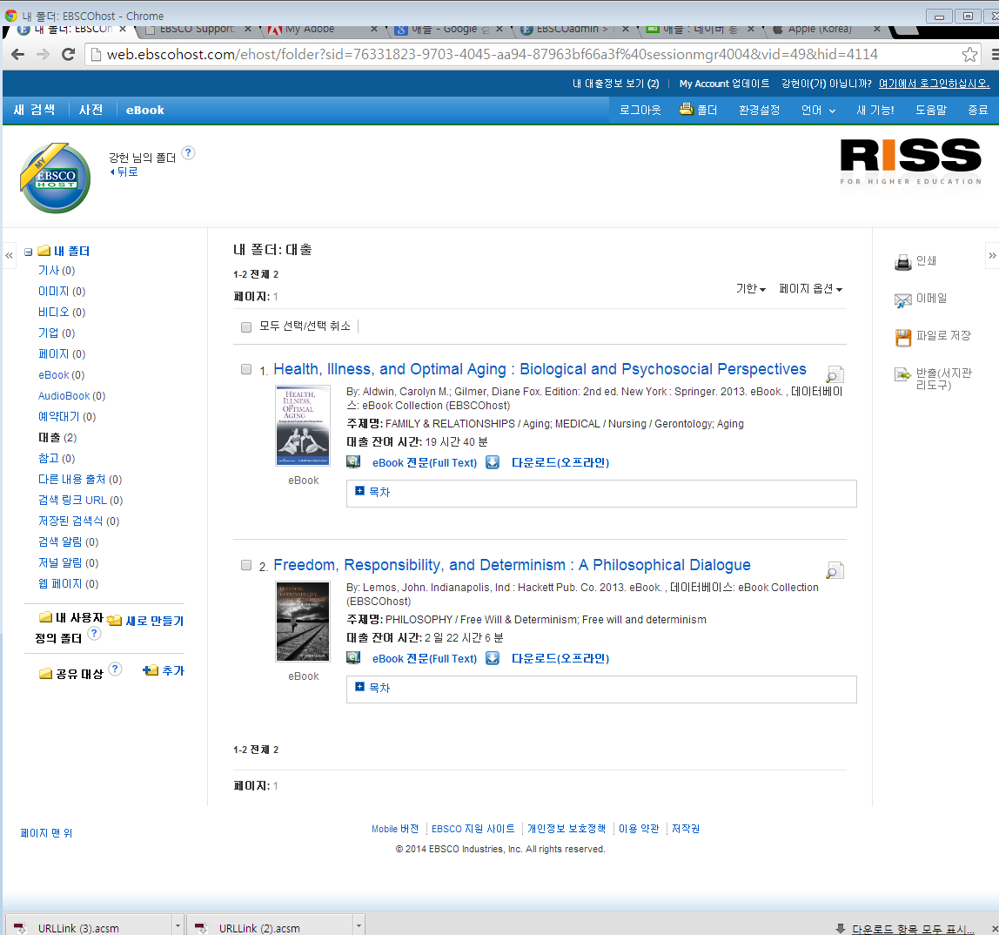 내 폴더: EBSCOhost - Chrome
내 폴더: EBSCOh
EBSCO Support:
My Adobe
애플 - Google 검
EBSCOadmin >
애플 : 네이버 통
Apple (Korea)
web.ebscohost.com/ehost/folder?sid=76331823-9703-4045-aa94-87963bf66a3f%40sessionmgr4004&vid=49&hid=4114
내 대출정보 보기 (2) My Account 업데이트 강현이(가) 아닙니까? 여기에서 로그인하십시오.
새 검색 사전 eBook 로그아웃 폴더 환경설정 언어 새 기능! 도움말 종료
MY EBSCO HOST
강현 님의 폴더
뒤로
RISS
FOR HIGHER EDUCATION
내 폴더
기사 (0)
이미지 (0)
비디오 (0)
기업 (0)
페이지 (0)
eBook (0)
AudioBook (0)
예약대기 (0)
대출 (2)
참고 (0)
다른 내용 출처 (0)
검색 링크 URL (0)
저장된 검색식 (0)
검색 알림 (0)
저널 알림 (0)
웹 페이지 (0)
내 사용자 정의 폴더 새로 만들기
공유 대상 추가
내 폴더: 대출
1-2 전체 2
페이지: 1
기한 페이지 옵션
모두 선택/선택 취소
1. Health, Illness, and Optimal Aging : Biological and Psychosocial Perspectives
HEALTH,
ILLNESS,
and OPTIMAL
AGING
By: Aldwin, Carolyn M.; Gilmer, Diane Fox. Edition: 2nd ed. New York : Springer. 2013. eBook. , 데이터베이
스: eBook Collection (EBSCOhost)
주제명: FAMILY & RELATIONSHIPS / Aging; MEDICAL / Nursing / Gerontology; Aging
대출 잔여 시간: 19 시간 40 분
eBook 전문(Full Text) 다운로드(오프라인)
eBook
목차
2. Freedom, Responsibility, and Determinism : A Philosophical Dialogue
FREEDOM,
RESPONSIBILITY,
AND DETERMINISM
By: Lemos, John. Indianapolis, Ind : Hackett Pub. Co. 2013. eBook. , 데이터베이스: eBook Collection
(EBSCOhost)
주제명: PHILOSOPHY / Free Will & Determinism; Free will and determinism
대출 잔여 시간: 2 일 22 시간 6 분
eBook 전문(Full Text) 다운로드(오프라인)
eBook
목차
1-2 전체 2
페이지: 1
인쇄
이메일
파일로 저장
반출(서지관
리도구)
페이지 맨 위
Mobile 버전 EBSCO 지원 사이트 개인정보 보호정책 이용 약관 저작권
© 2014 EBSCO Industries, Inc. All rights reserved.
URLLink (3).acsm URLLink (2).acsm 다운로드 항목 모두 표시...